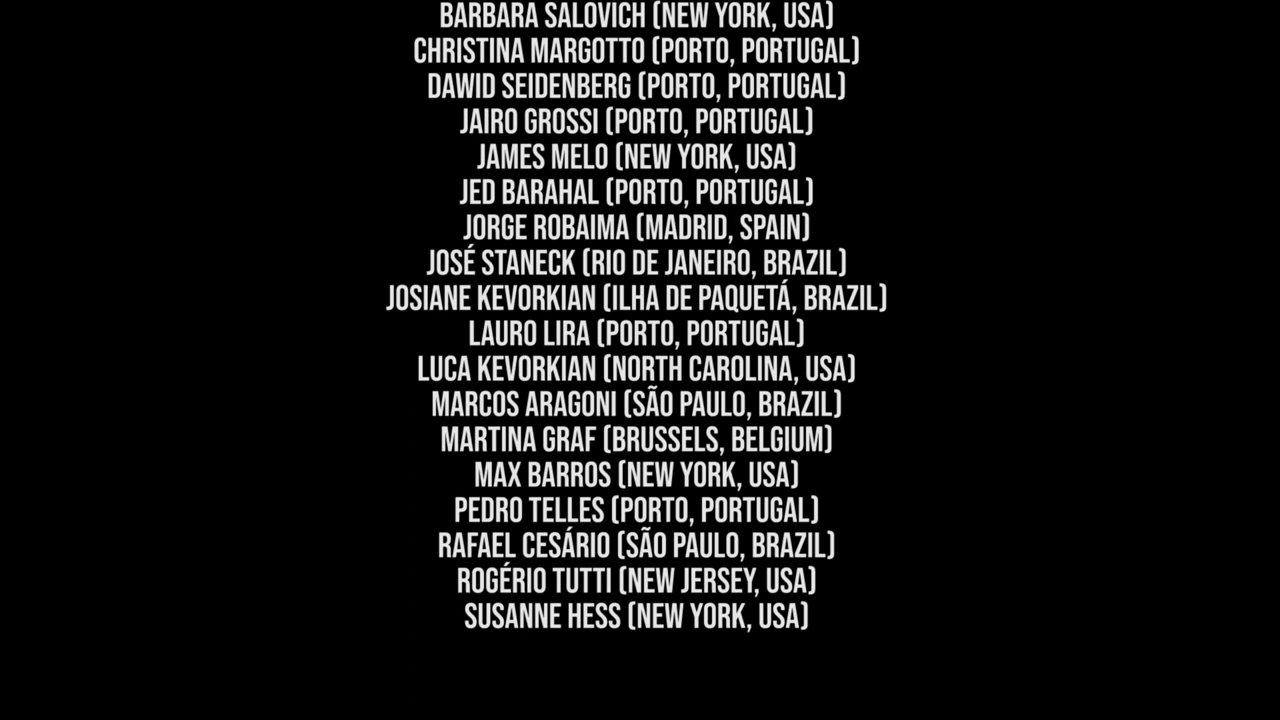 BARBARA SALOVICH (NEW YORK, USA)
CHRISTINA MARGOTTO (PORTO, PORTUGAL)
DAWID SEIDENBERG (PORTO, PORTUGAL)
JAIRO GROSSI (PORTO, PORTUGAL)
JAMES MELO (NEW YORK, USA)
JED BARAHAL (PORTO, PORTUGAL)
JORGE ROBAIMA (MADRID, SPAIN)
JOSÉ STANECK (RIO DE JANEIRO, BRAZIL)
JOSIANE KEVORKIAN (ILHA DE PAQUETÁ, BRAZIL)
LAURO LIRA (PORTO, PORTUGAL)
LUCA KEVORKIAN (NORTH CAROLINA, USA)
MARCOS ARAGONI (SÃO PAULO, BRAZIL)
MARTINA GRAF (BRUSSELS, BELGIUM)
MAX BARROS (NEW YORK, USA)
PEDRO TELLES (PORTO, PORTUGAL)
RAFAEL CESÁRIO (SÃO PAULO, BRAZIL)
ROGÉRIO TUTTI (NEW JERSEY, USA)
SUSANNE HESS (NEW YORK, USA)